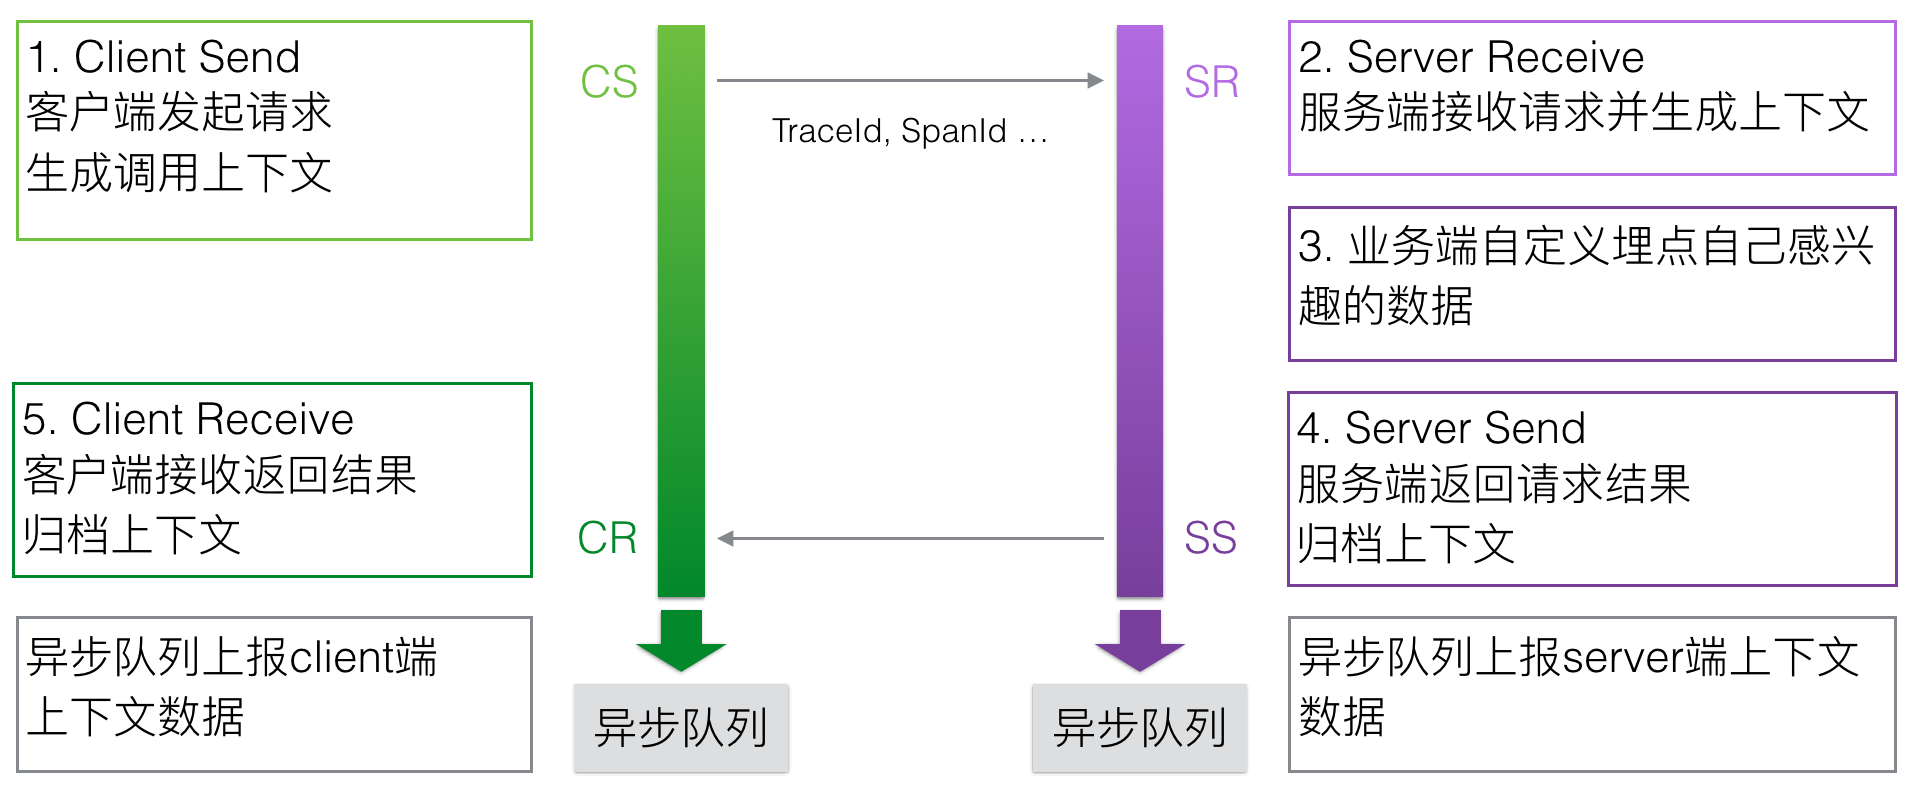 1. Client Send
客户端发起请求
生成调用上下文
CS
TraceId, SpanId …
SR
2. Server Receive
服务端接收请求并生成上下文
3. 业务端自定义埋点自己感兴
趣的数据
5. Client Receive
客户端接收返回结果
归档上下文
CR
SS
4. Server Send
服务端返回请求结果
归档上下文
异步队列上报client端
上下文数据
异步队列
异步队列
异步队列上报server端上下文
数据